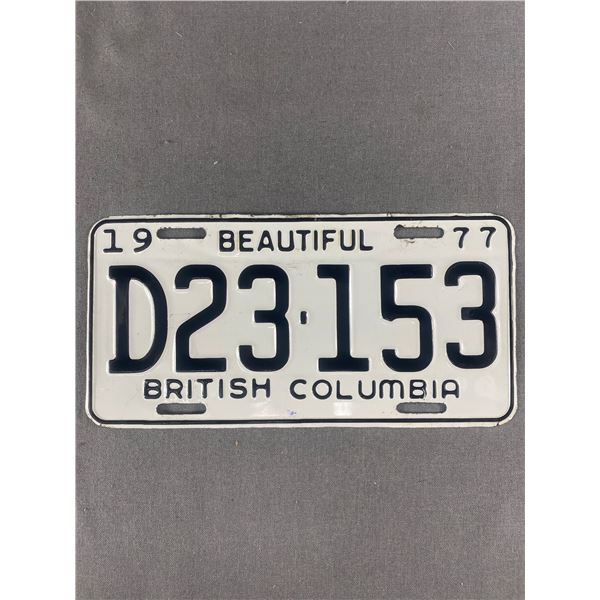 19 BEAUTIFUL 77
D23·153
BRITISH COLUMBIA